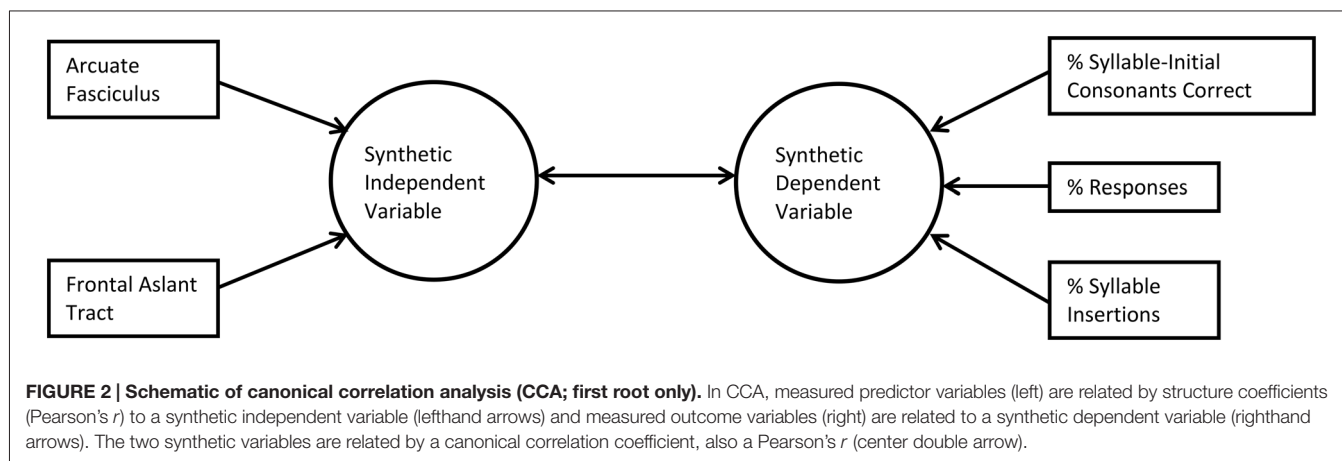 Arcuate
Fasciculus
Frontal Aslant
Tract
Synthetic
Independent
Variable
Synthetic
Dependent
Variable
% Syllable-Initial
Consonants Correct
% Responses
% Syllable
Insertions
FIGURE 2 | Schematic of canonical correlation analysis (CCA; first root only). In CCA, measured predictor variables (left) are related by structure coefficients
(Pearson's r) to a synthetic independent variable (lefthand arrows) and measured outcome variables (right) are related to a synthetic dependent variable (righthand
arrows). The two synthetic variables are related by a canonical correlation coefficient, also a Pearson's r (center double arrow).